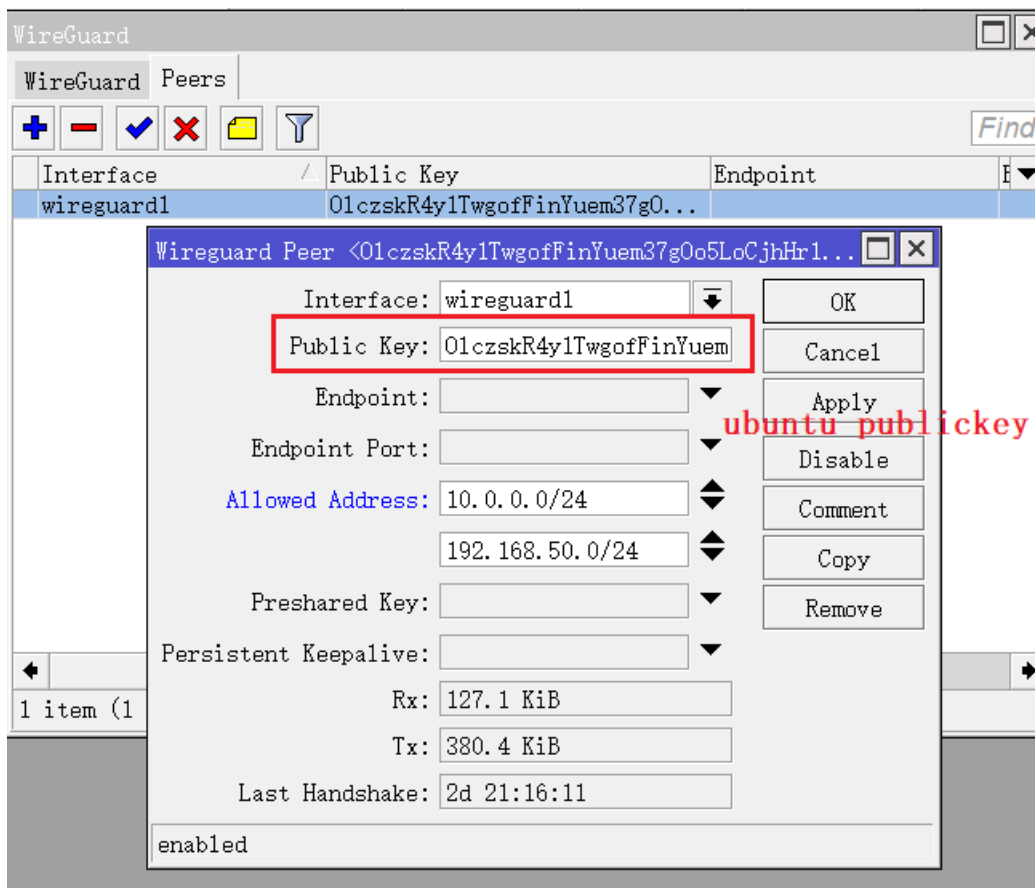 WireGuard
WireGuard Peers
Find
Interface Public Key Endpoint
wireguard1 O1czskR4y1TwgofFinYuem37gO...
Wireguard Peer <O1czskR4y1TwgofFinYuem37gOo5LoCjhHr1...
Interface: wireguard1 OK
Public Key: O1czskR4y1TwgofFinYuem Cancel
Endpoint: Apply
ubuntu publickey
Endpoint Port: Disable
Allowed Address: 10.0.0.0/24 Comment
192.168.50.0/24 Copy
Preshared Key: Remove
Persistent Keepalive:
Rx: 127.1 KiB
1 item (1
Tx: 380.4 KiB
Last Handshake: 2d 21:16:11
enabled